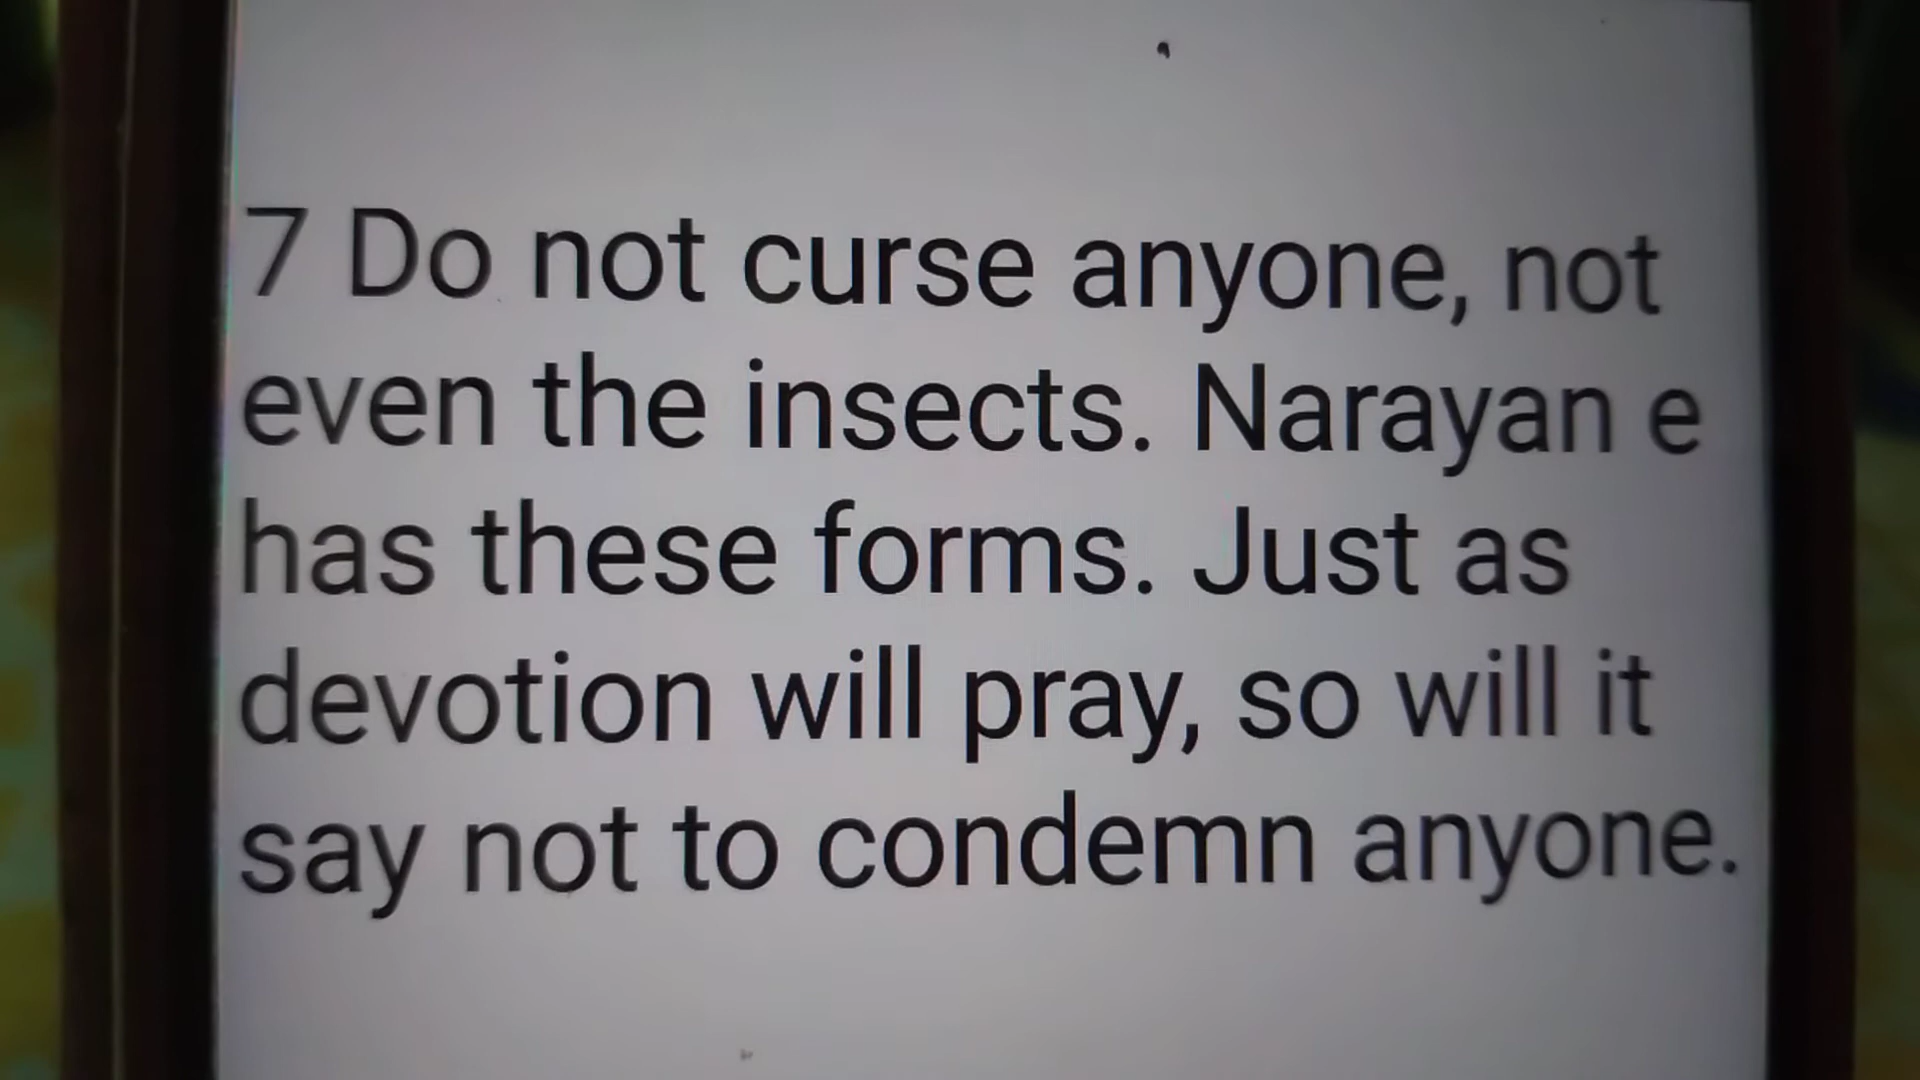 7 Do not curse anyone, not
even the insects. Narayan e
has these forms. Just as
devotion will pray, so will it
say not to condemn anyone.